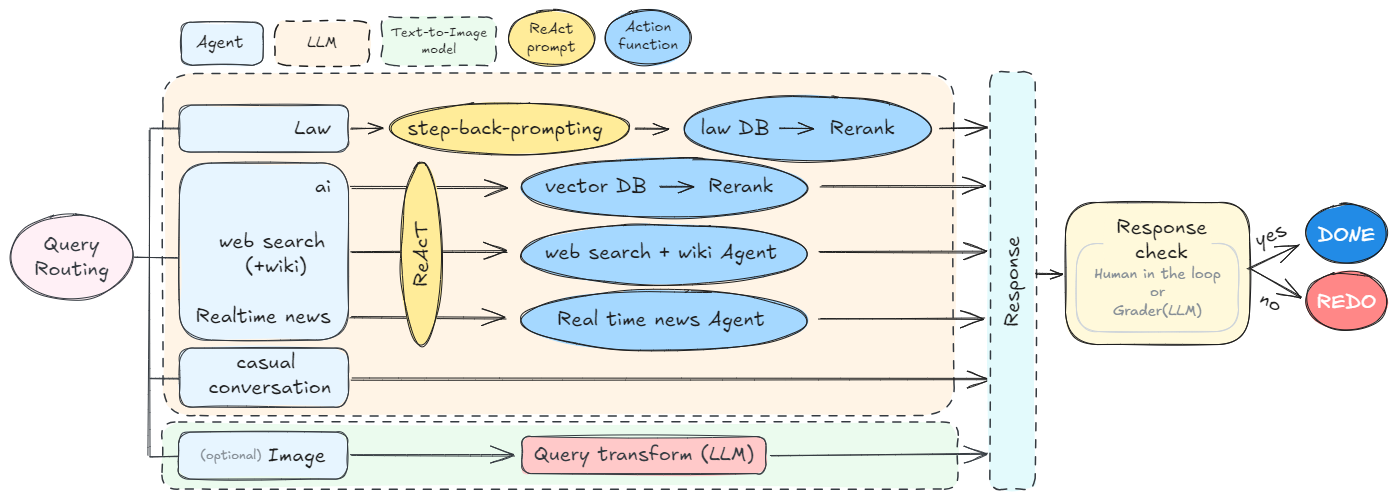 Agent
LLM
Text-to-Image
model
ReAct
prompt
Action
function
Query
Routing
Law
step-back-prompting
law DB
Rerank
ai
vector DB
Rerank
web search
(+wiki)
ReAcT
web search + wiki Agent
Realtime news
Real time news Agent
casual
conversation
(optional) Image
Query transform (LLM)
Response
Response
check
Human in the loop
or
Grader(LLM)
yes
no
DONE
REDO